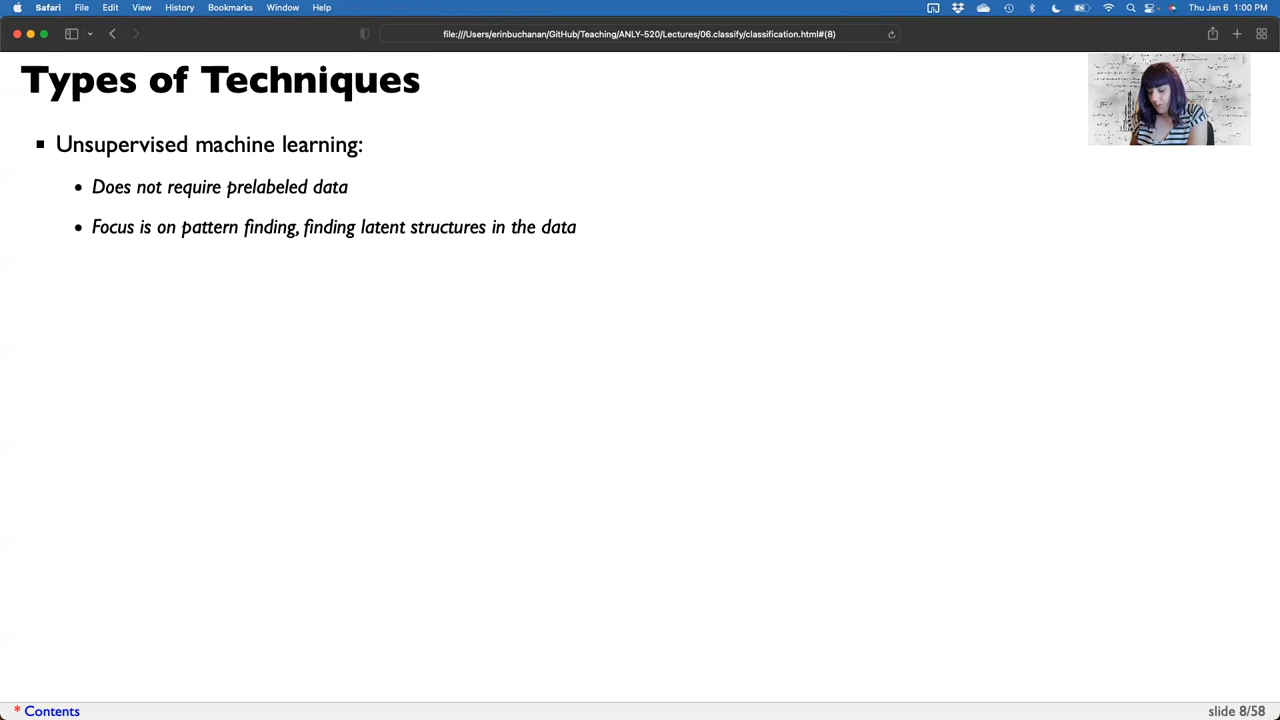 Safari File Edit View History Bookmarks Window Help Thu Jan 6 1:00 PM
file:///Users/erinbuchanan/GitHub/Teaching/ANLY-520/Lectures/06.classify/classification.html#(8)
Types of Techniques
▪ Unsupervised machine learning:
• Does not require prelabeled data
• Focus is on pattern finding, finding latent structures in the data
* Contents slide 8/58